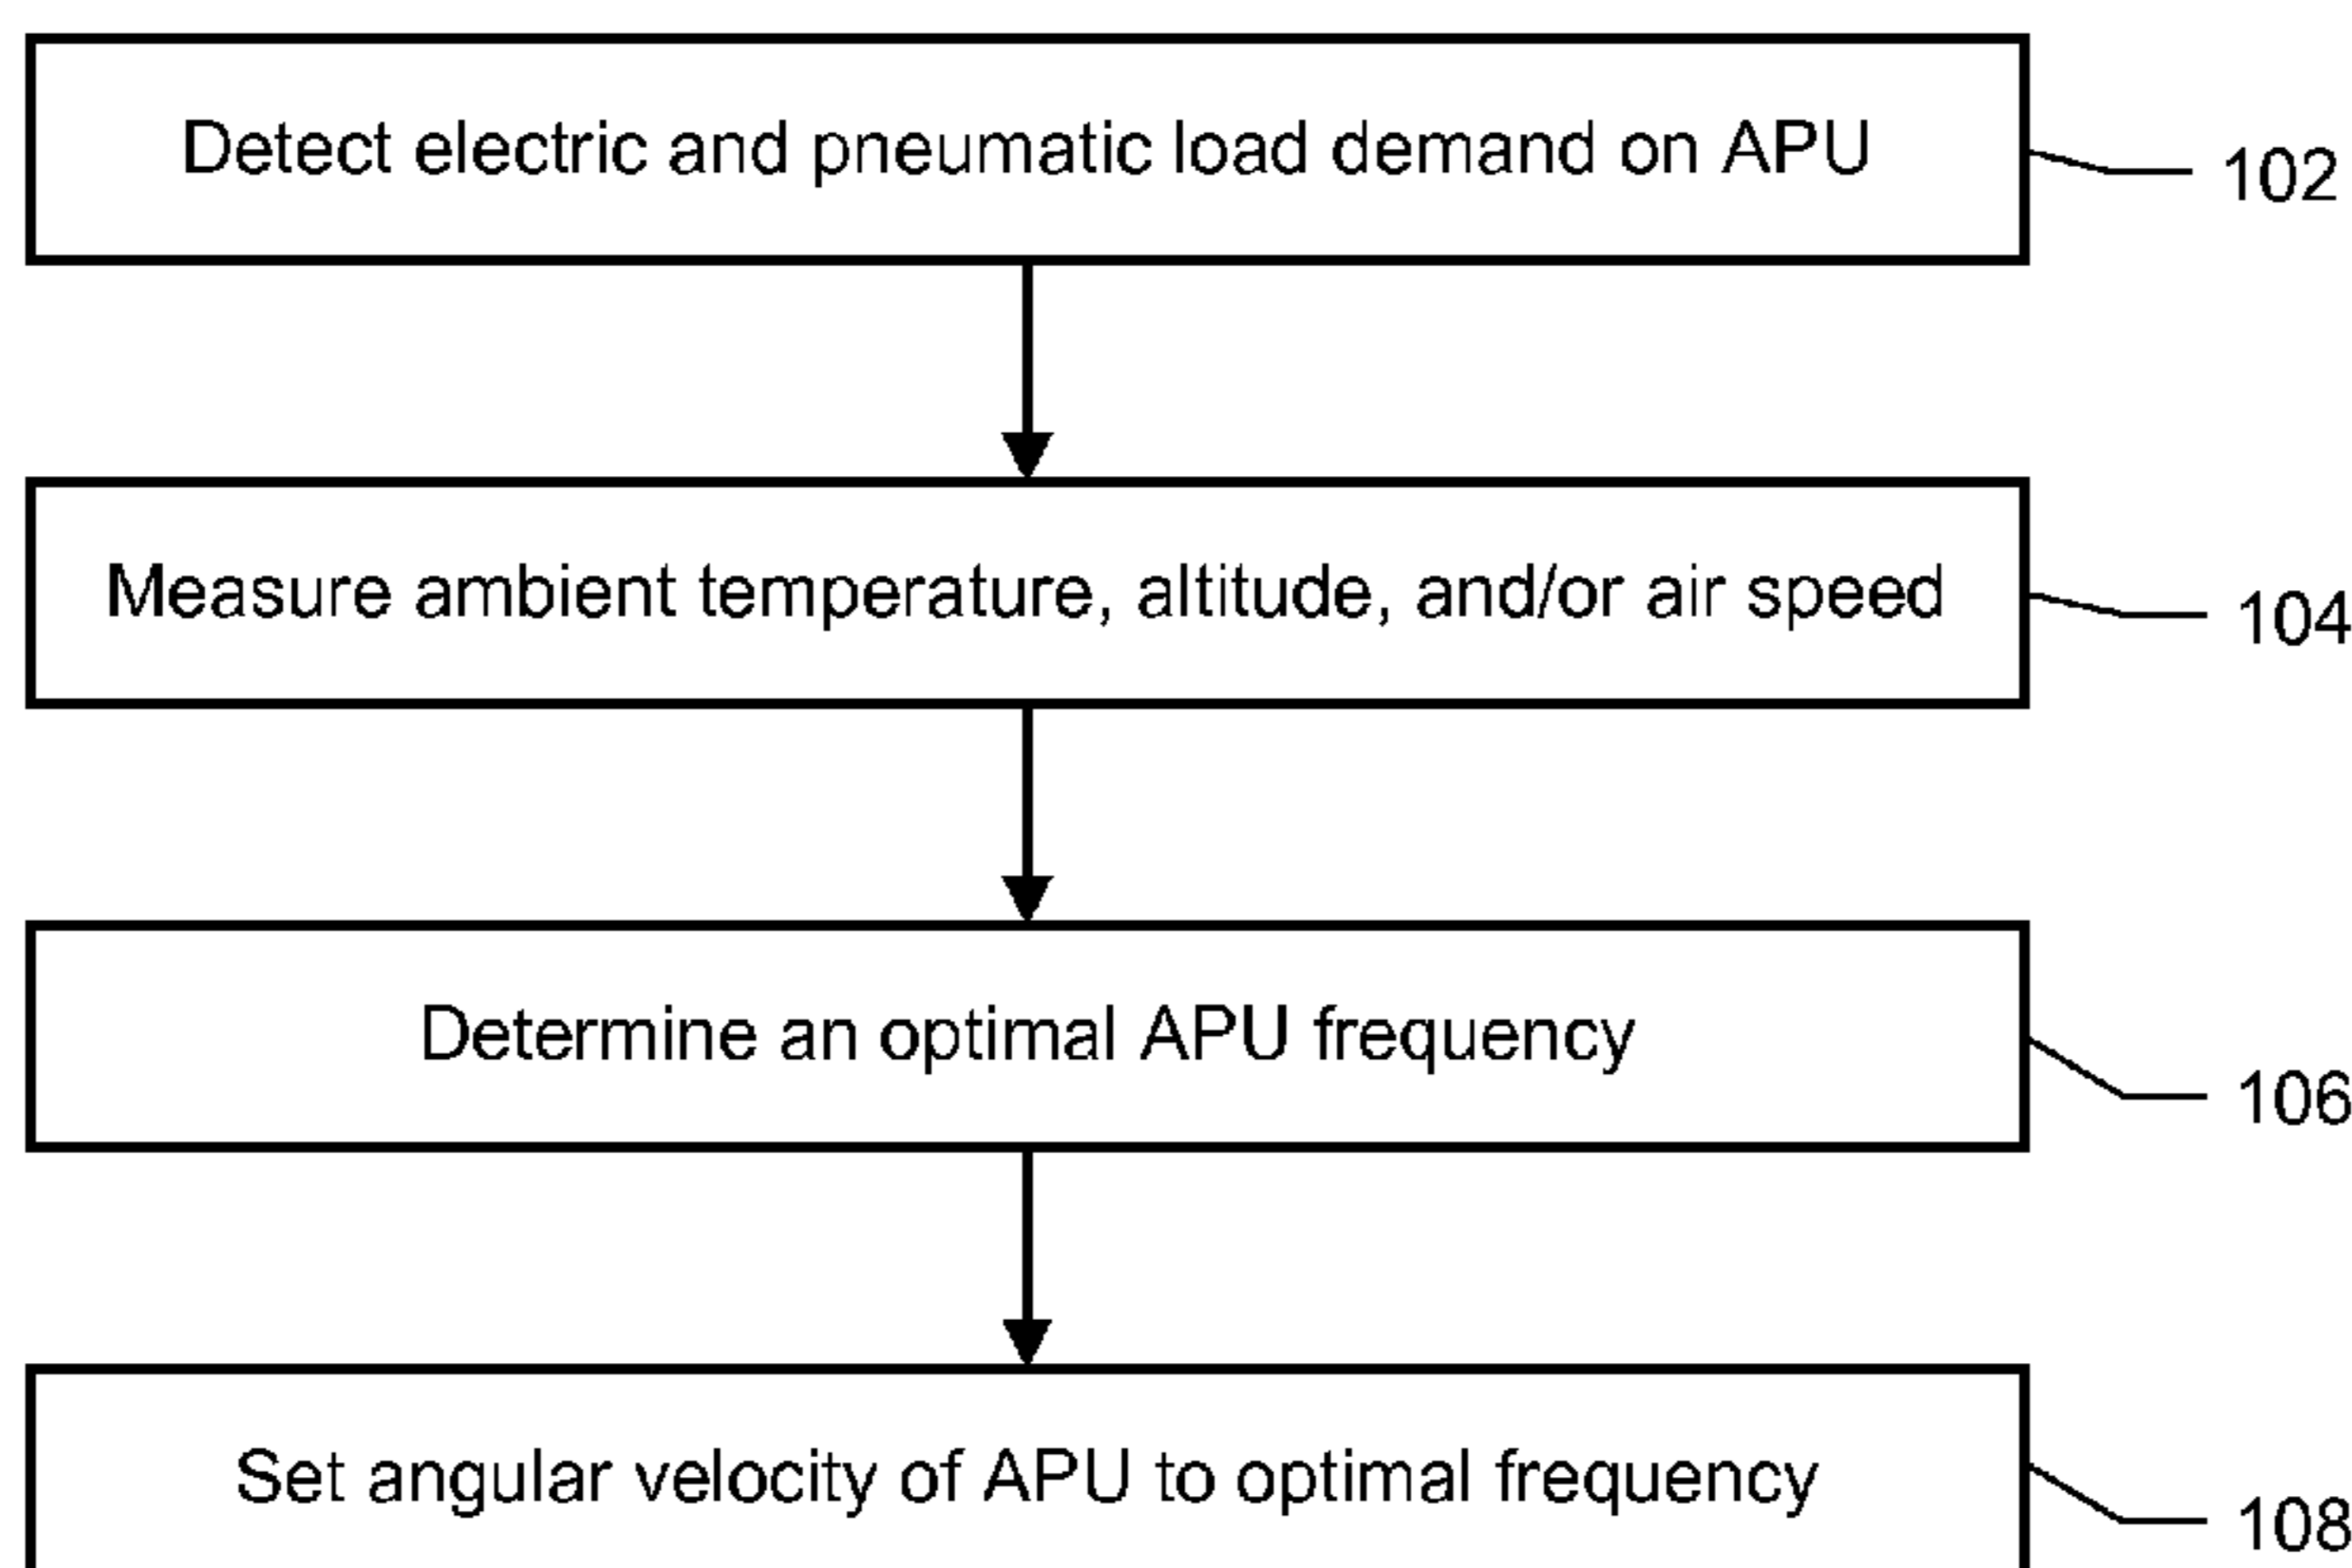 Detect electric and pneumatic load demand on APU
102
Measure ambient temperature, altitude, and/or air speed
104
Determine an optimal APU frequency
106
Set angular velocity of APU to optimal frequency
108